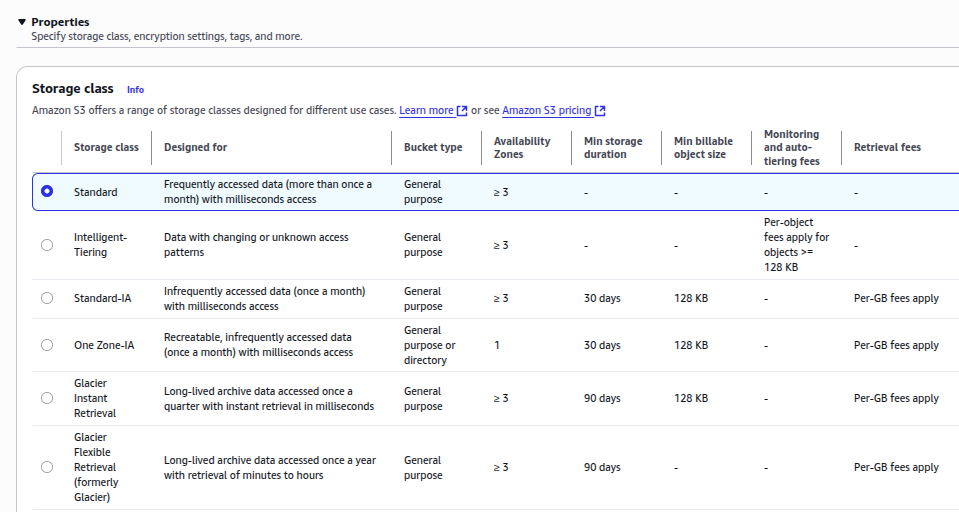 Properties
Specify storage class, encryption settings, tags, and more.
Storage class Info
Amazon S3 offers a range of storage classes designed for different use cases. Learn more or see Amazon S3 pricing
Storage class
Designed for
Bucket type
Availability
Zones
Min storage
duration
Min billable
object size
Monitoring
and auto-
tiering fees
Retrieval fees
Standard
Frequently accessed data (more than once a
month) with milliseconds access
General
purpose
≥ 3
-
-
-
-
Intelligent-
Tiering
Data with changing or unknown access
patterns
General
purpose
≥ 3
-
-
Per-object
fees apply for
objects >=
128 KB
-
Standard-IA
Infrequently accessed data (once a month)
with milliseconds access
General
purpose
≥ 3
30 days
128 KB
-
Per-GB fees apply
One Zone-IA
Recreatable, infrequently accessed data
(once a month) with milliseconds access
General
purpose or
directory
1
30 days
128 KB
-
Per-GB fees apply
Glacier
Instant
Retrieval
Long-lived archive data accessed once a
quarter with instant retrieval in milliseconds
General
purpose
≥ 3
90 days
128 KB
-
Per-GB fees apply
Glacier
Flexible
Retrieval
(formerly
Glacier)
Long-lived archive data accessed once a year
with retrieval of minutes to hours
General
purpose
≥ 3
90 days
-
-
Per-GB fees apply